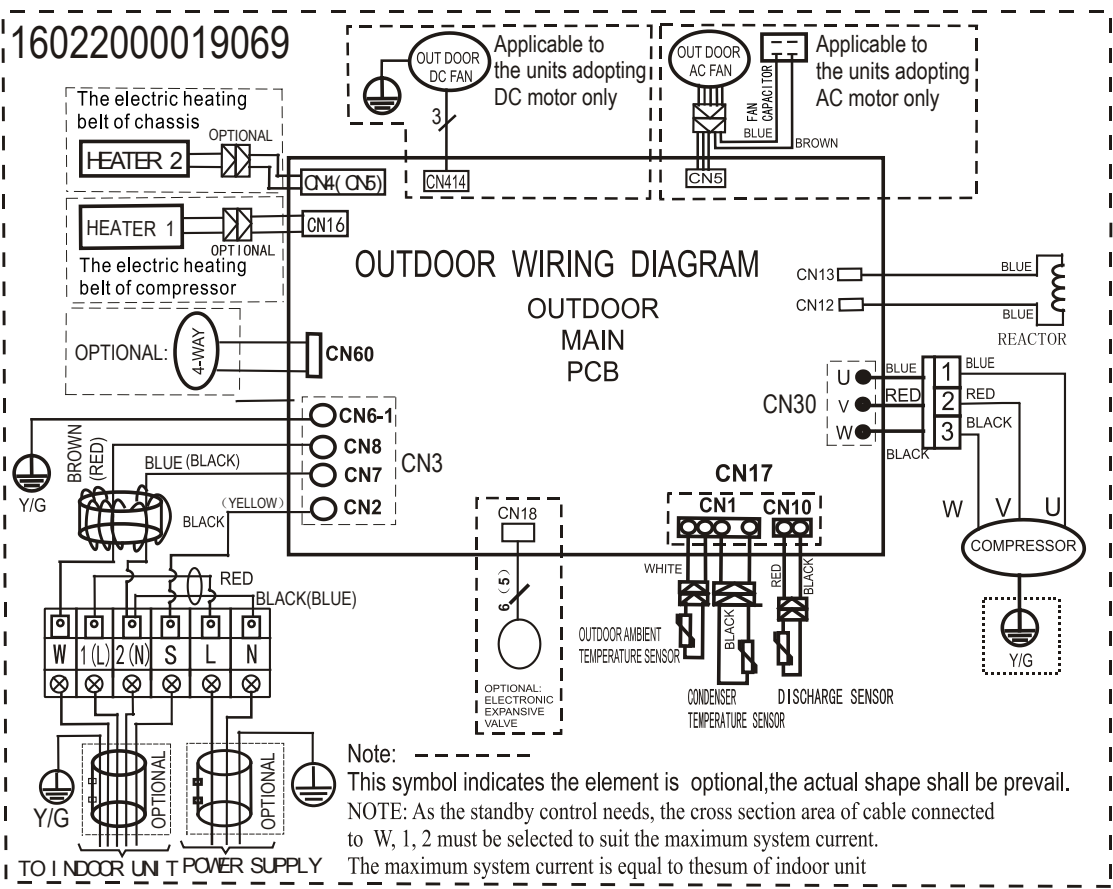 16022000019069
OUT DOOR
DC FAN
Applicable to
the units adopting
DC motor only
3
CN414
OUT DOOR
AC FAN
FAN
CAPACITOR
BLUE
BROWN
CN5
Applicable to
the units adopting
AC motor only
The electric heating
belt of chassis
OPTIONAL
HEATER 2
CN4(CN5)
HEATER 1
OPTIONAL
CN16
The electric heating
belt of compressor
OPTIONAL:
4-WAY
CN60
OUTDOOR WIRING DIAGRAM
OUTDOOR
MAIN
PCB
CN13
BLUE
CN12
BLUE
REACTOR
CN30
U
BLUE
1
BLUE
V
RED
2
RED
W
BLACK
3
BLACK
W V U
COMPRESSOR
Y/G
CN6-1
CN8
CN7
CN2
CN3
Y/G
BROWN
(RED)
BLUE (BLACK)
(YELLOW)
BLACK
RED
BLACK(BLUE)
W 1(L) 2(N) S L N
CN18
6 (5)
OPTIONAL:
ELECTRONIC
EXPANSIVE
VALVE
CN17
CN1 CN10
WHITE
BLACK
RED
BLACK
OUTDOOR AMBIENT
TEMPERATURE SENSOR
CONDENSER
TEMPERATURE SENSOR
DISCHARGE SENSOR
Y/G
OPTIONAL
OPTIONAL
TO INDOOR UNIT
POWER SUPPLY
Note:
This symbol indicates the element is optional,the actual shape shall be prevail.
NOTE: As the standby control needs, the cross section area of cable connected
to W, 1, 2 must be selected to suit the maximum system current.
The maximum system current is equal to thesum of indoor unit